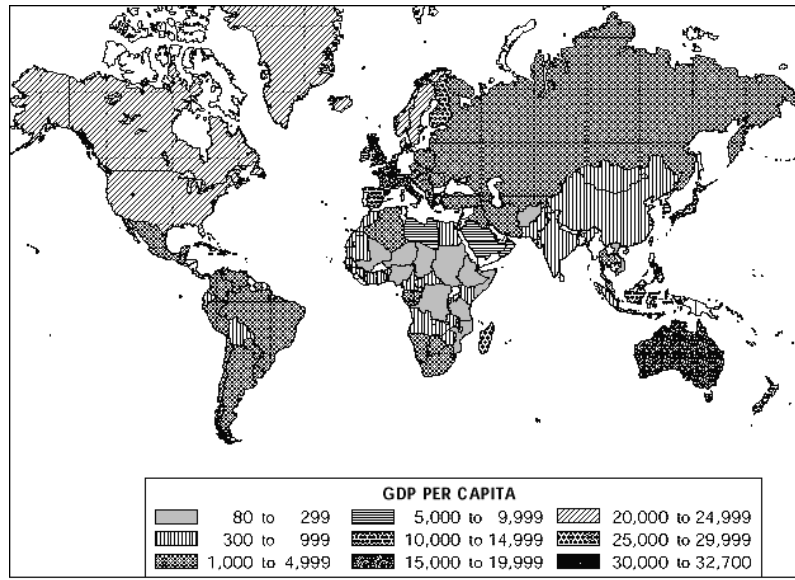 GDP PER CAPITA
80 to 299 5,000 to 9,999 20,000 to 24,999
300 to 999 10,000 to 14,999 25,000 to 29,999
1,000 to 4,999 15,000 to 19,999 30,000 to 32,700